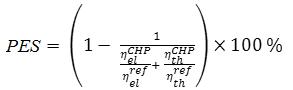 PES = (1 − 1 / (η_el^CHP / η_el^ref + η_th^CHP / η_th^ref)) × 100 %